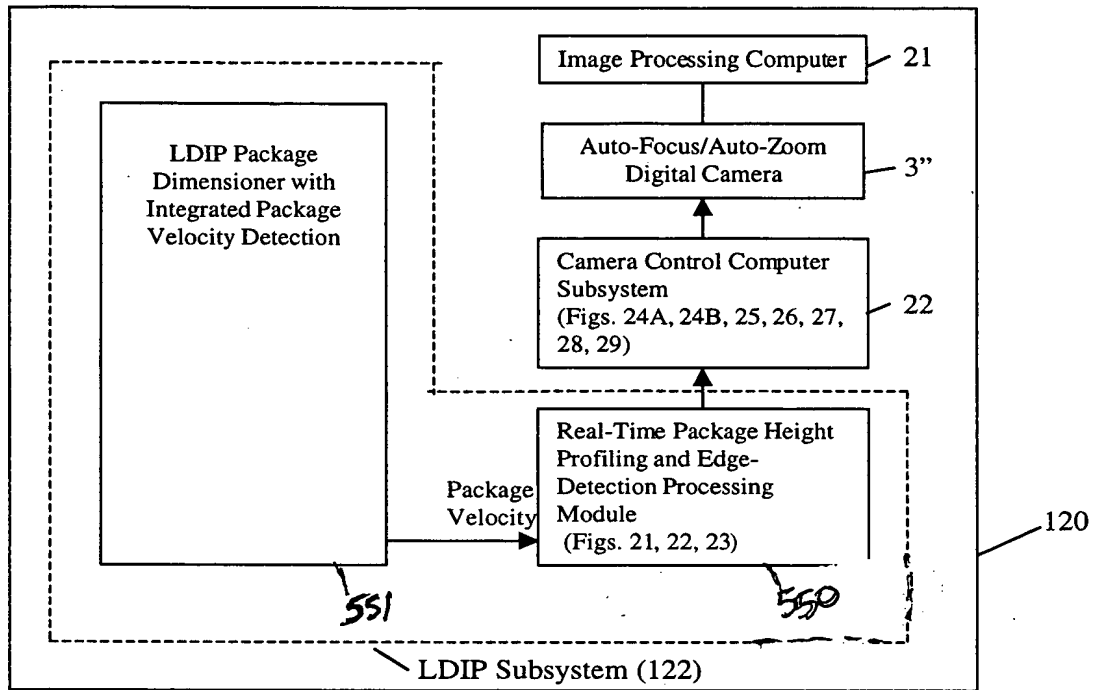 Image Processing Computer
21
LDIP Package
Dimensioner with
Integrated Package
Velocity Detection
Auto-Focus/Auto-Zoom
Digital Camera
3”
Camera Control Computer
Subsystem
(Figs. 24A, 24B, 25, 26, 27,
28, 29)
22
Real-Time Package Height
Profiling and Edge-
Detection Processing
Module
(Figs. 21, 22, 23)
Package
Velocity
120
551
550
LDIP Subsystem (122)